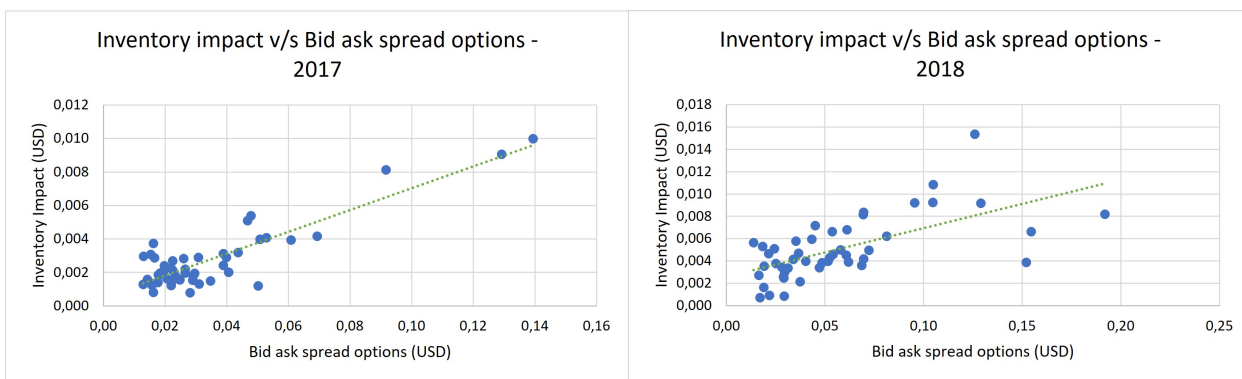 Inventory impact v/s Bid ask spread options -
2017
0,012
0,010
0,008
0,006
0,004
0,002
0,000
Inventory Impact (USD)
0,00 0,02 0,04 0,06 0,08 0,10 0,12 0,14 0,16
Bid ask spread options (USD)
Inventory impact v/s Bid ask spread options -
2018
0,018
0,016
0,014
0,012
0,010
0,008
0,006
0,004
0,002
0,000
Inventory Impact (USD)
0,00 0,05 0,10 0,15 0,20 0,25
Bid ask spread options (USD)